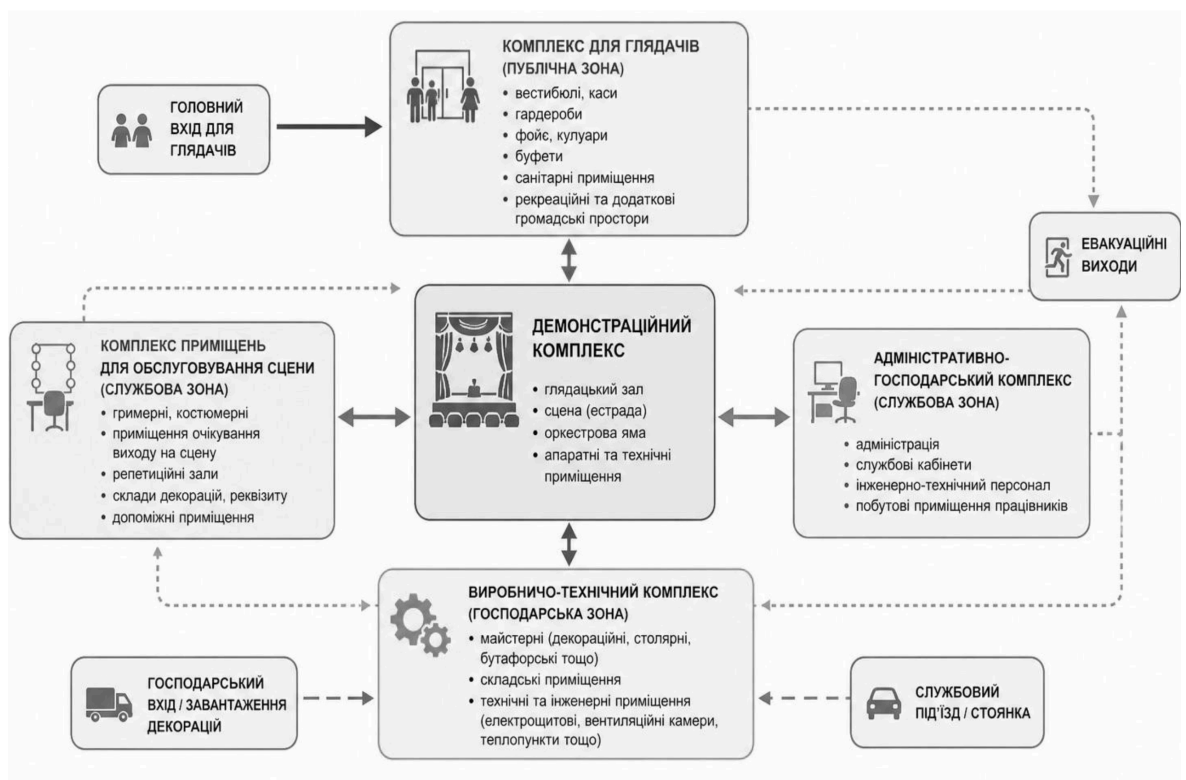 КОМПЛЕКС ДЛЯ ГЛЯДАЧІВ
(ПУБЛІЧНА ЗОНА)
• вестибюлі, каси
• гардероби
• фойє, кулуари
• буфети
• санітарні приміщення
• рекреаційні та додаткові
громадські простори
ГОЛОВНИЙ
ВХІД ДЛЯ
ГЛЯДАЧІВ
ЕВАКУАЦІЙНІ
ВИХОДИ
КОМПЛЕКС ПРИМІЩЕНЬ
ДЛЯ ОБСЛУГОВУВАННЯ СЦЕНИ
(СЛУЖБОВА ЗОНА)
• гримерні, костюмерні
• приміщення очікування
виходу на сцену
• репетиційні зали
• склади декорацій, реквізиту
• допоміжні приміщення
ДЕМОНСТРАЦІЙНИЙ
КОМПЛЕКС
• глядацький зал
• сцена (естрада)
• оркестрова яма
• апаратні та технічні
приміщення
АДМІНІСТРАТИВНО-
ГОСПОДАРСЬКИЙ КОМПЛЕКС
(СЛУЖБОВА ЗОНА)
• адміністрація
• службові кабінети
• інженерно-технічний персонал
• побутові приміщення працівників
ВИРОБНИЧО-ТЕХНІЧНИЙ КОМПЛЕКС
(ГОСПОДАРСЬКА ЗОНА)
• майстерні (декораційні, столярні,
бутафорські тощо)
• складські приміщення
• технічні та інженерні приміщення
(електрощитові, вентиляційні камери,
теплопункти тощо)
ГОСПОДАРСЬКИЙ
ВХІД / ЗАВАНТАЖЕННЯ
ДЕКОРАЦІЙ
СЛУЖБОВИЙ
ПІД'ЇЗД / СТОЯНКА